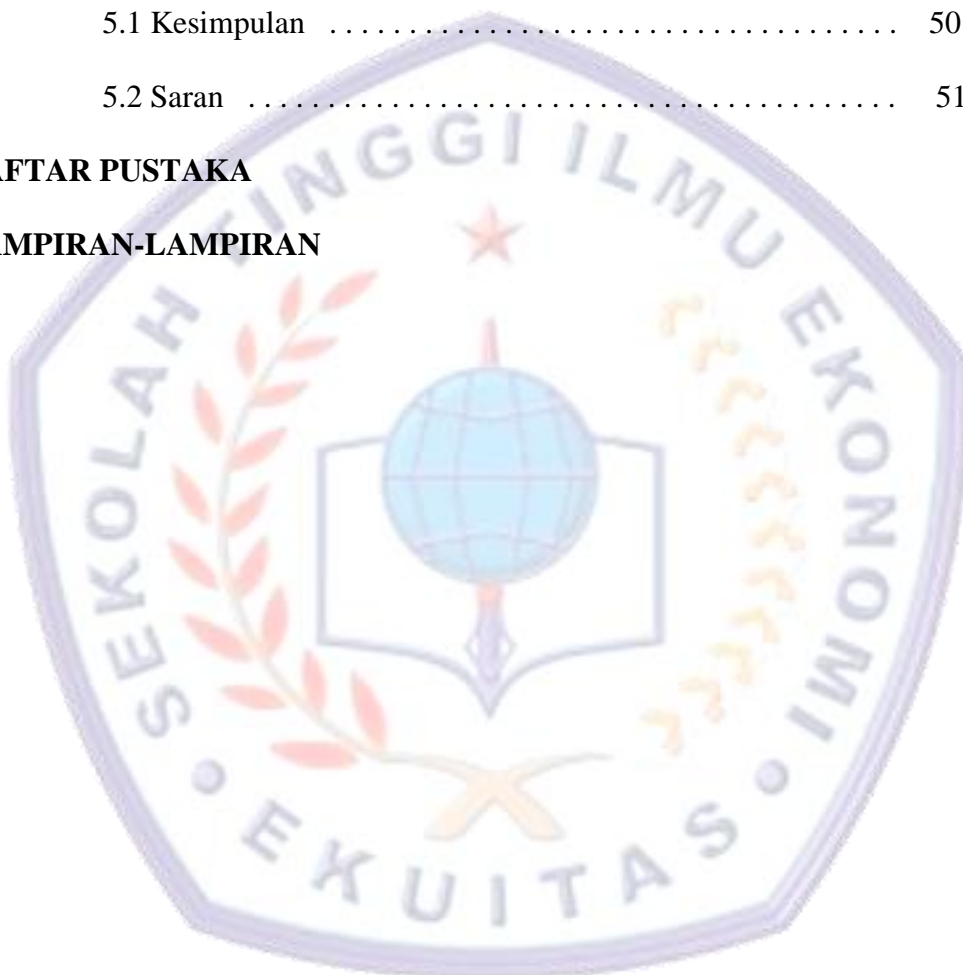 5.1 Kesimpulan . . . . . . . . . . . . . . . . . . . . . . . . . . . . . . . . . . . . 50
5.2 Saran . . . . . . . . . . . . . . . . . . . . . . . . . . . . . . . . . . . . . . . . . 51
AFTAR PUSTAKA
AMPIRAN-LAMPIRAN
SEKOLAH TINGGI ILMU EKONOMI
EKUITAS